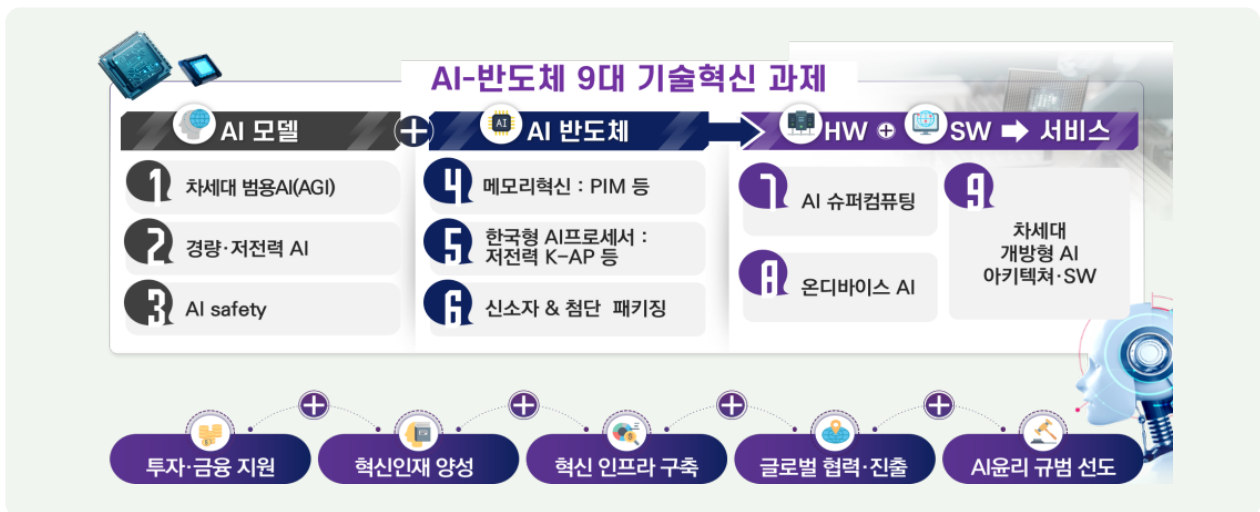 AI-반도체 9대 기술혁신 과제
AI 모델
AI
AI 반도체
HW
SW
서비스
1
차세대 범용AI(AGI)
2
경량·저전력 AI
3
AI safety
4
메모리혁신 : PIM 등
5
한국형 AI프로세서 :
저전력 K-AP 등
6
신소자 & 첨단 패키징
7
AI 슈퍼컴퓨팅
8
온디바이스 AI
9
차세대
개방형 AI
아키텍쳐·SW
투자·금융 지원
혁신인재 양성
혁신 인프라 구축
글로벌 협력·진출
AI윤리 규범 선도